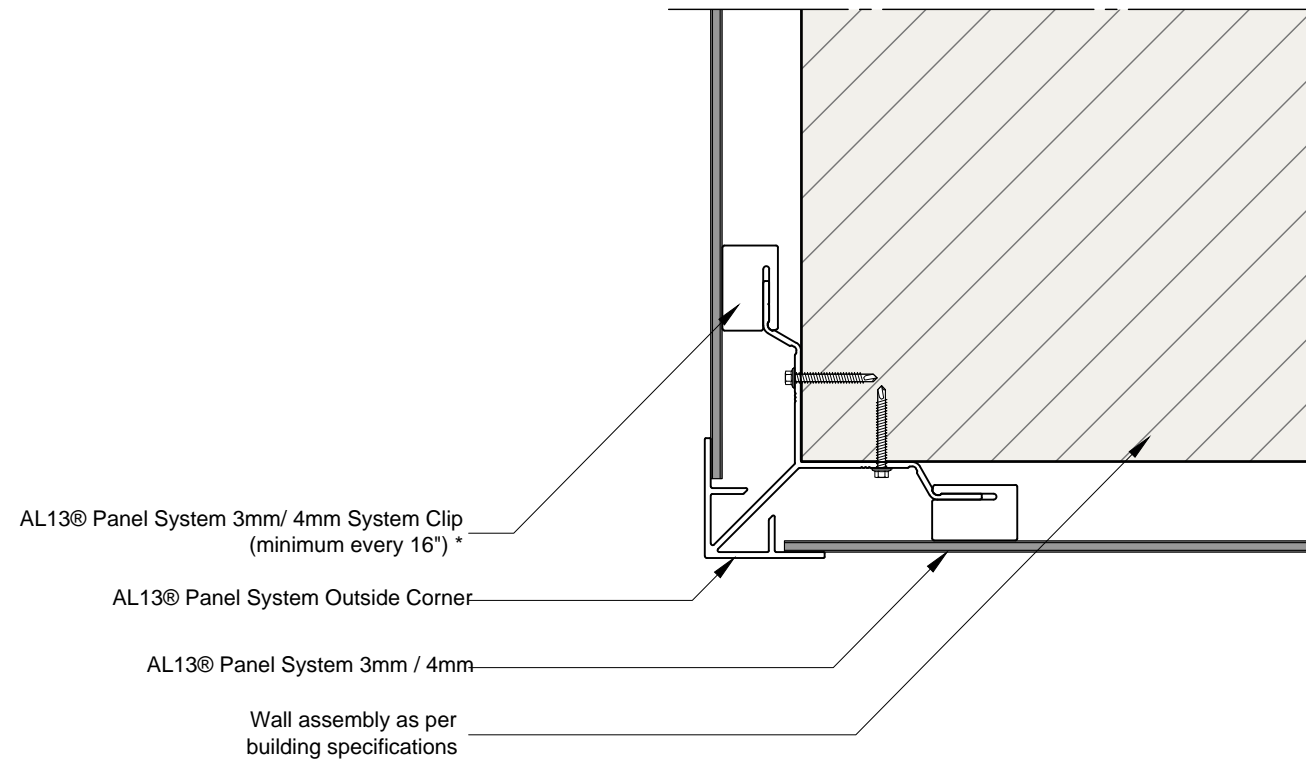 AL13® Panel System 3mm/ 4mm System Clip
(minimum every 16") *
AL13® Panel System Outside Corner
AL13® Panel System 3mm / 4mm
Wall assembly as per
building specifications